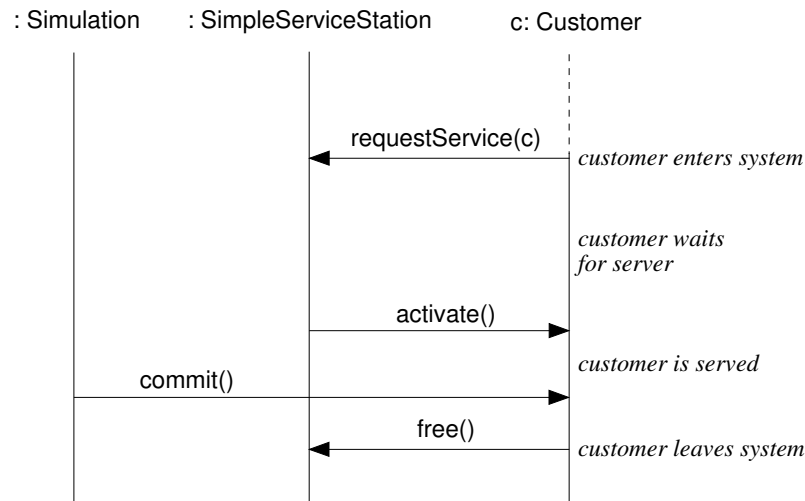 : Simulation
: SimpleServiceStation
c: Customer
requestService(c)
customer enters system
customer waits
for server
activate()
customer is served
commit()
free()
customer leaves system